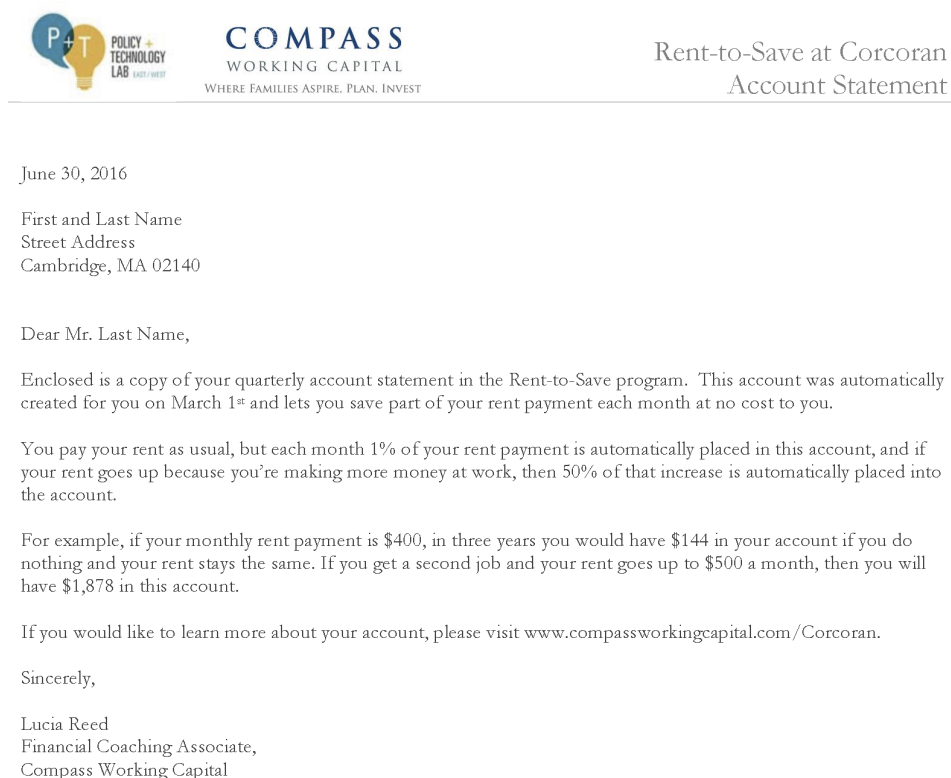 P+T
POLICY +
TECHNOLOGY
LAB EAST / WEST
COMPASS
WORKING CAPITAL
WHERE FAMILIES ASPIRE, PLAN, INVEST
Rent-to-Save at Corcoran
Account Statement
June 30, 2016
First and Last Name
Street Address
Cambridge, MA 02140
Dear Mr. Last Name,
Enclosed is a copy of your quarterly account statement in the Rent-to-Save program.  This account was automatically
created for you on March 1st and lets you save part of your rent payment each month at no cost to you.
You pay your rent as usual, but each month 1% of your rent payment is automatically placed in this account, and if
your rent goes up because you're making more money at work, then 50% of that increase is automatically placed into
the account.
For example, if your monthly rent payment is $400, in three years you would have $144 in your account if you do
nothing and your rent stays the same. If you get a second job and your rent goes up to $500 a month, then you will
have $1,878 in this account.
If you would like to learn more about your account, please visit www.compassworkingcapital.com/Corcoran.
Sincerely,
Lucia Reed
Financial Coaching Associate,
Compass Working Capital